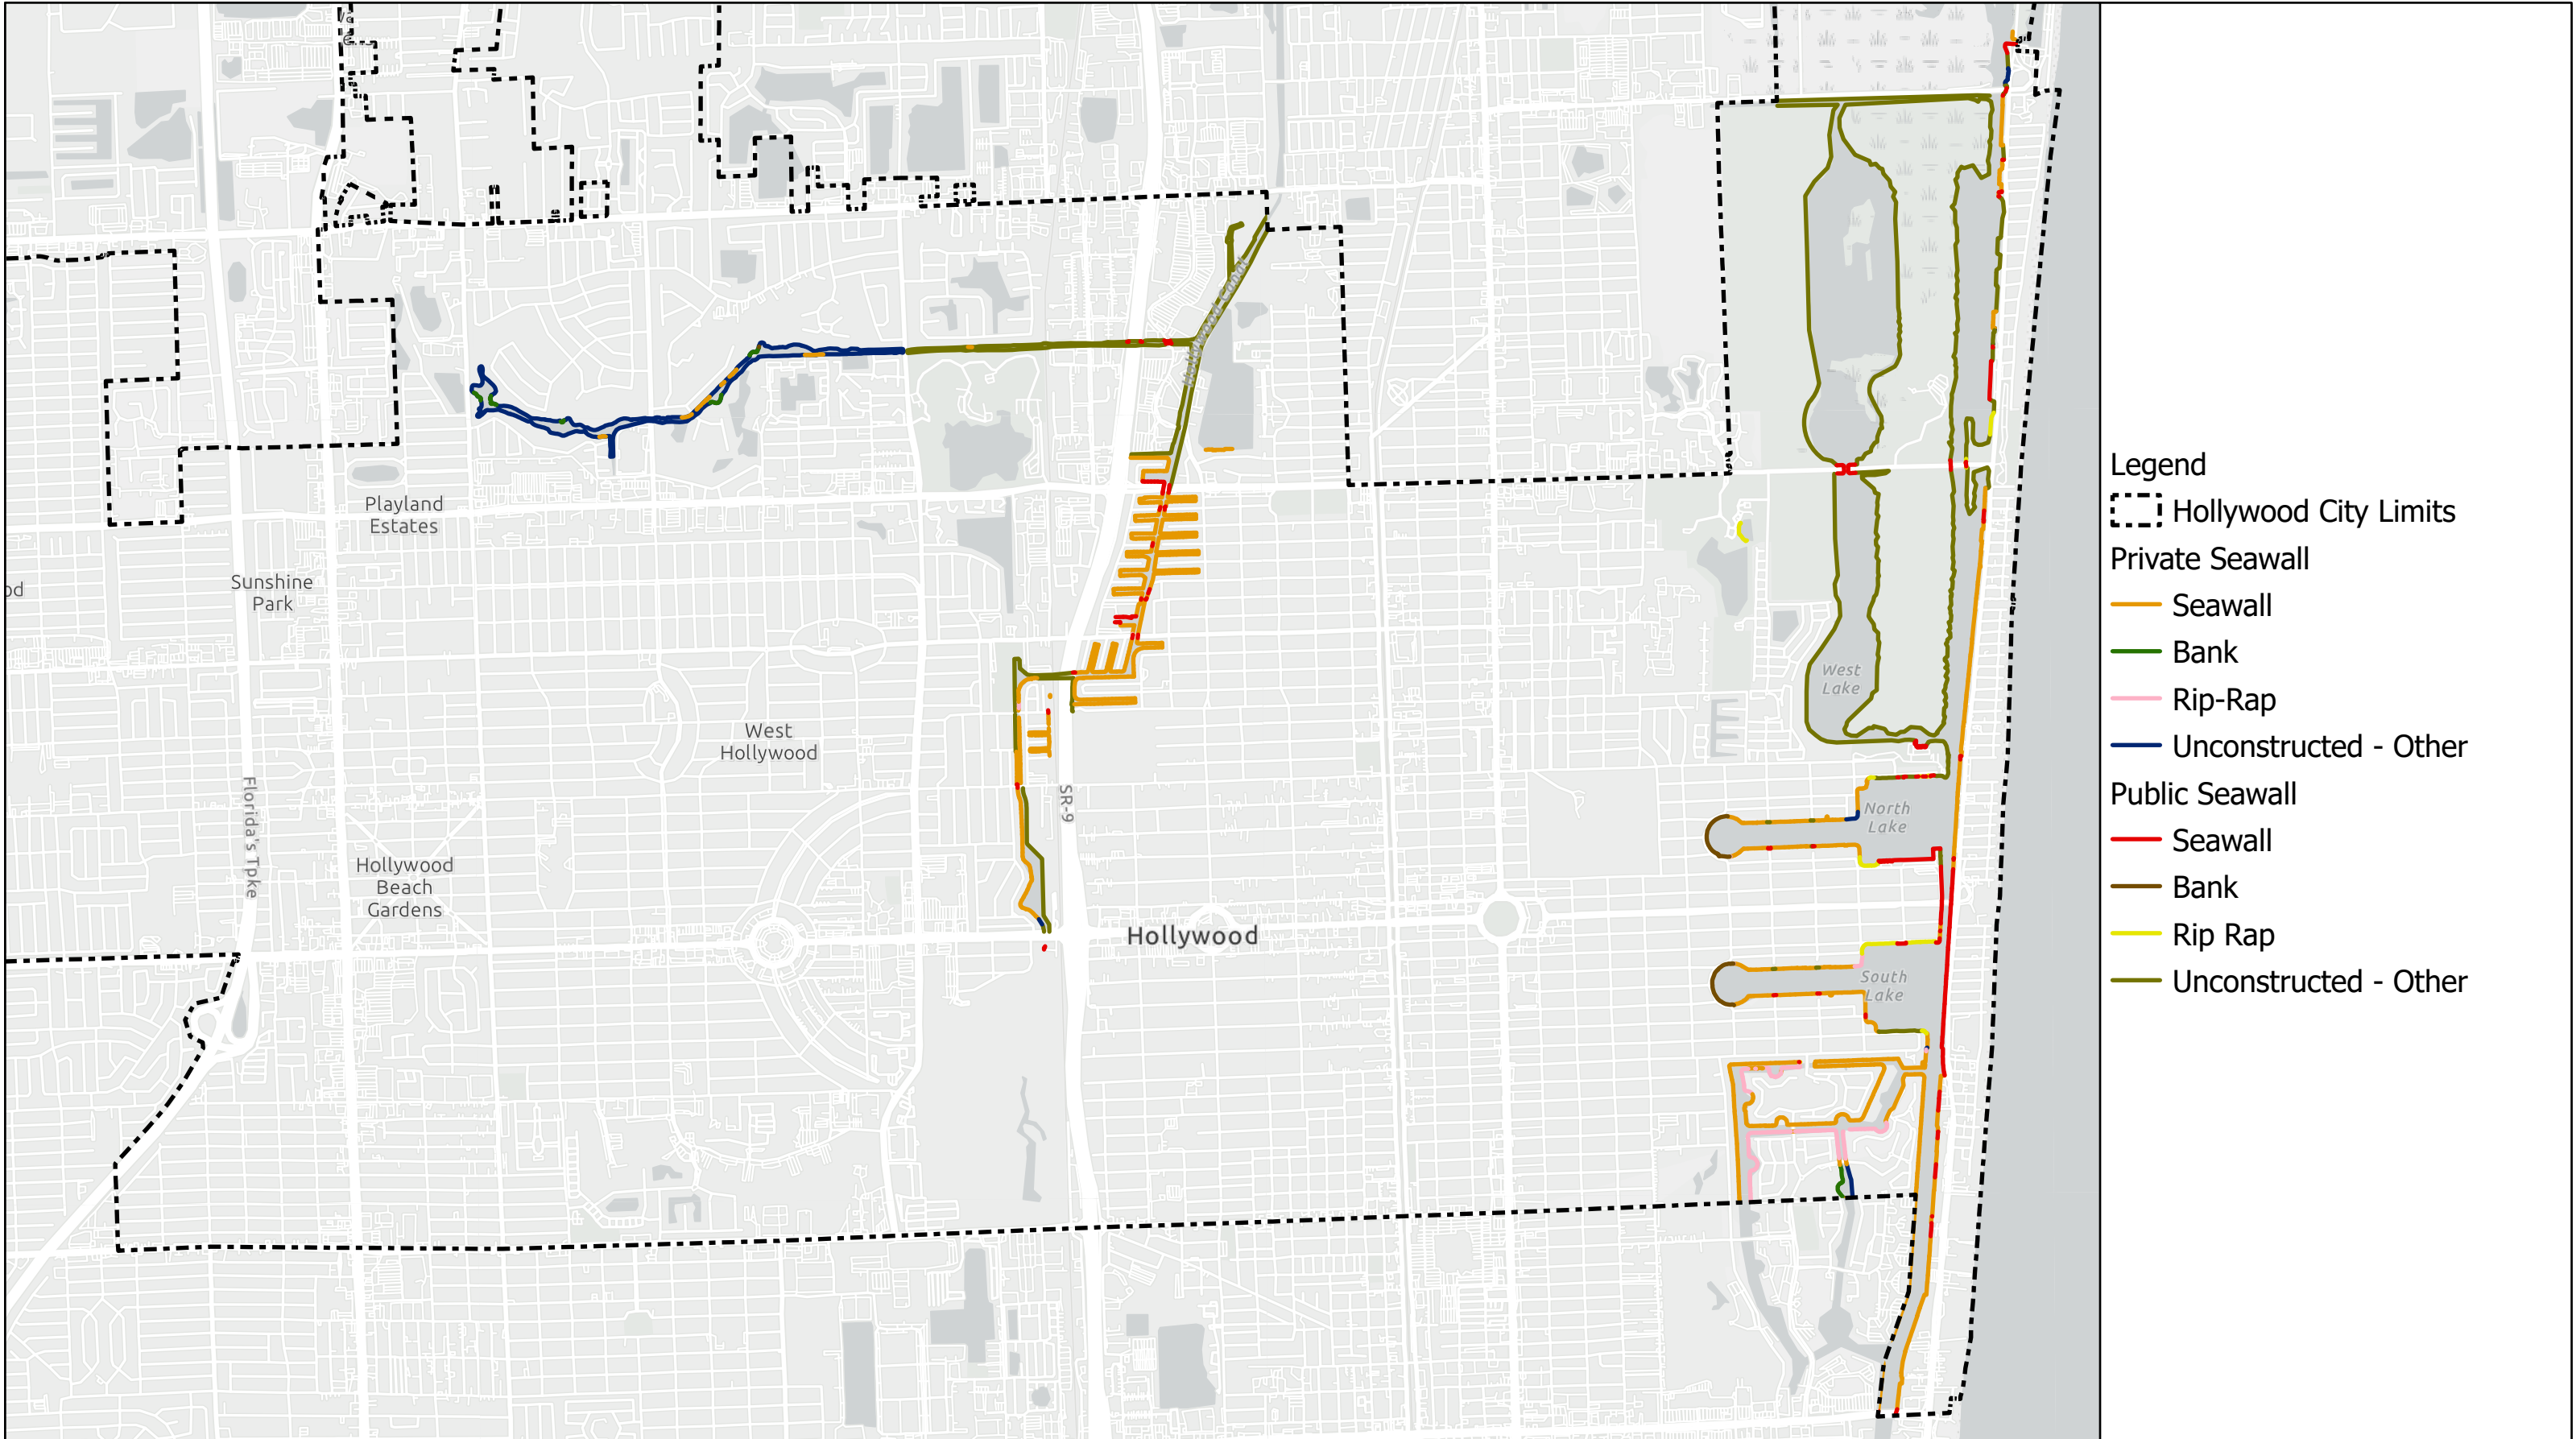 Hollywood Canal
Playland
Estates
Sunshine
Park
West
Lake
West
Hollywood
Florida's Tpke
SR-9
North
Lake
Hollywood
Beach
Gardens
Hollywood
South
Lake
Legend
Hollywood City Limits
Private Seawall
Seawall
Bank
Rip-Rap
Unconstructed - Other
Public Seawall
Seawall
Bank
Rip Rap
Unconstructed - Other